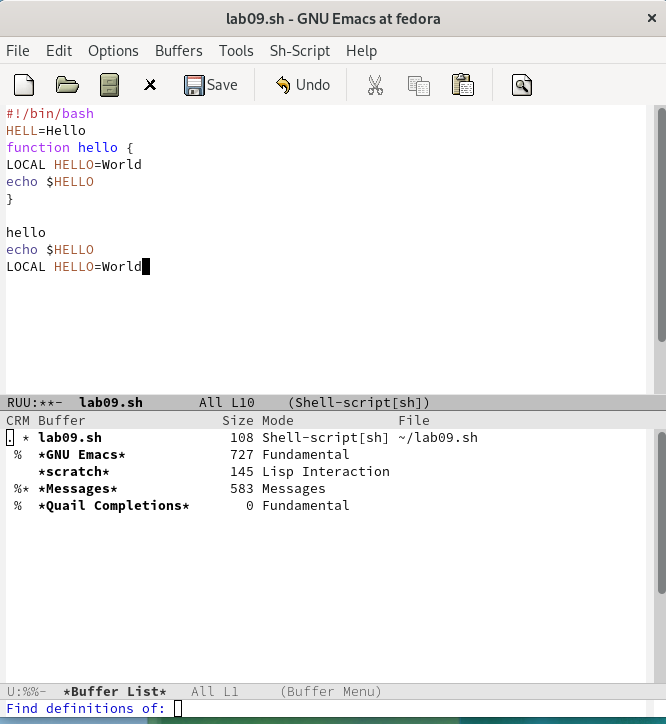 lab09.sh - GNU Emacs at fedora
File Edit Options Buffers Tools Sh-Script Help
Save Undo
#!/bin/bash
HELL=Hello
function hello {
LOCAL HELLO=World
echo $HELLO
}
hello
echo $HELLO
LOCAL HELLO=World
RUU:**- lab09.sh All L10 (Shell-script[sh])
CRM Buffer Size Mode File
. * lab09.sh 108 Shell-script[sh] ~/lab09.sh
% *GNU Emacs* 727 Fundamental
*scratch* 145 Lisp Interaction
%* *Messages* 583 Messages
% *Quail Completions* 0 Fundamental
U:%%- *Buffer List* All L1 (Buffer Menu)
Find definitions of: